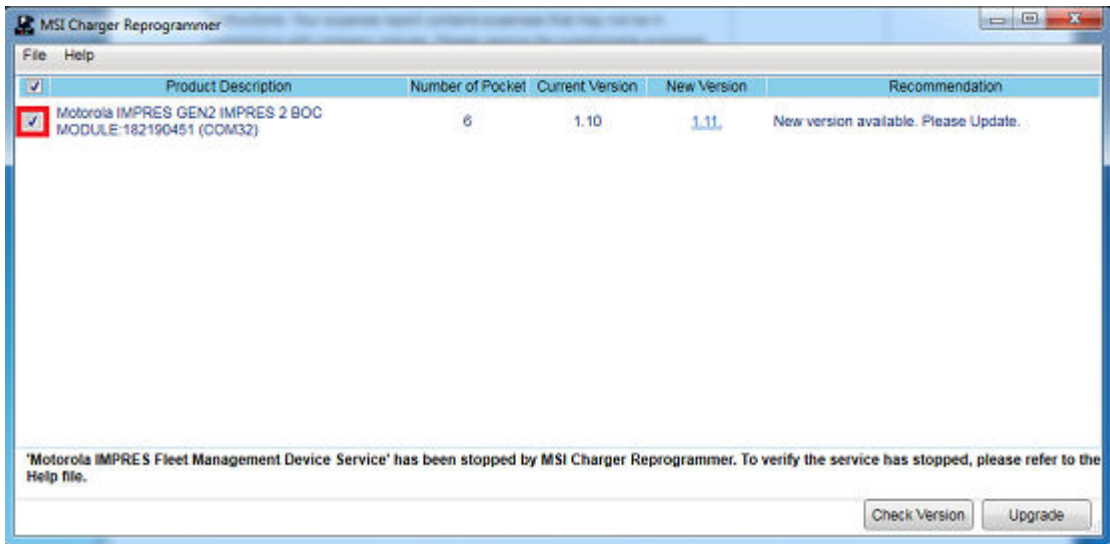 MSI Charger Reprogrammer
File Help
Product Description Number of Pocket Current Version New Version Recommendation
Motorola IMPRES GEN2 IMPRES 2 BOC
MODULE:182190451 (COM32) 6 1.10 1.11. New version available. Please Update.
'Motorola IMPRES Fleet Management Device Service' has been stopped by MSI Charger Reprogrammer. To verify the service has stopped, please refer to the
Help file.
Check Version Upgrade